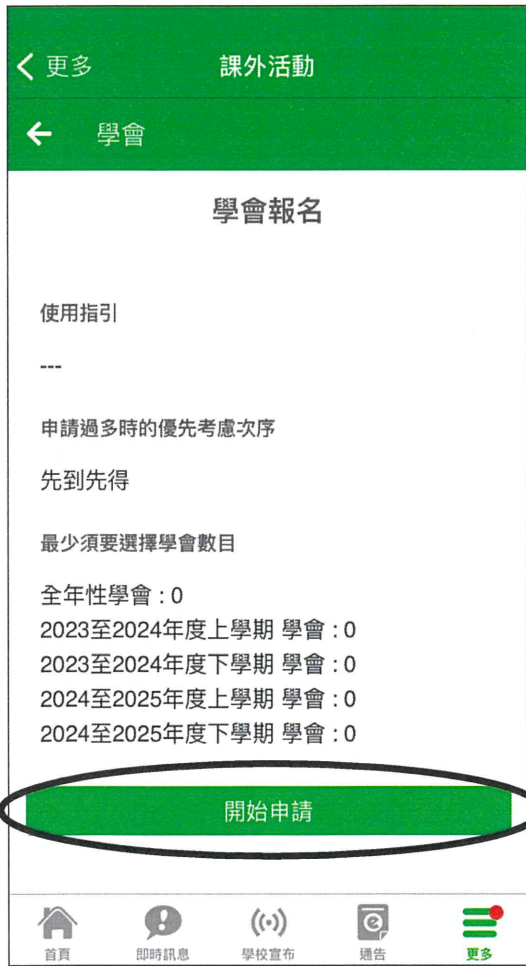 更多
課外活動
學會
學會報名
使用指引
---
申請過多時的優先考慮次序
先到先得
最少須要選擇學會數目
全年性學會 : 0
2023至2024年度上學期 學會 : 0
2023至2024年度下學期 學會 : 0
2024至2025年度上學期 學會 : 0
2024至2025年度下學期 學會 : 0
開始申請
首頁
即時訊息
學校宣布
通告
更多